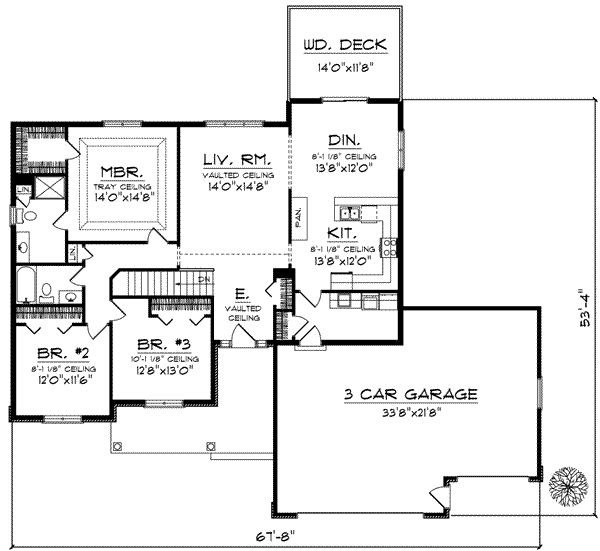 WD. DECK
14'0"x11'8"
DIN.
8'-1 1/8" CEILING
13'8"x12'0"
LIV. RM.
VAULTED CEILING
14'0"x14'8"
MBR.
TRAY CEILING
14'0"x14'8"
LIN.
PAN.
KIT.
8'-1 1/8" CEILING
13'8"x12'0"
LIN.
DN
E.
VAULTED
CEILING
BR. #2
8'-1 1/8" CEILING
12'0"x11'6"
BR. #3
10'-1 1/8" CEILING
12'8"x13'0"
3 CAR GARAGE
33'8"x21'8"
53'-4"
67'-8"